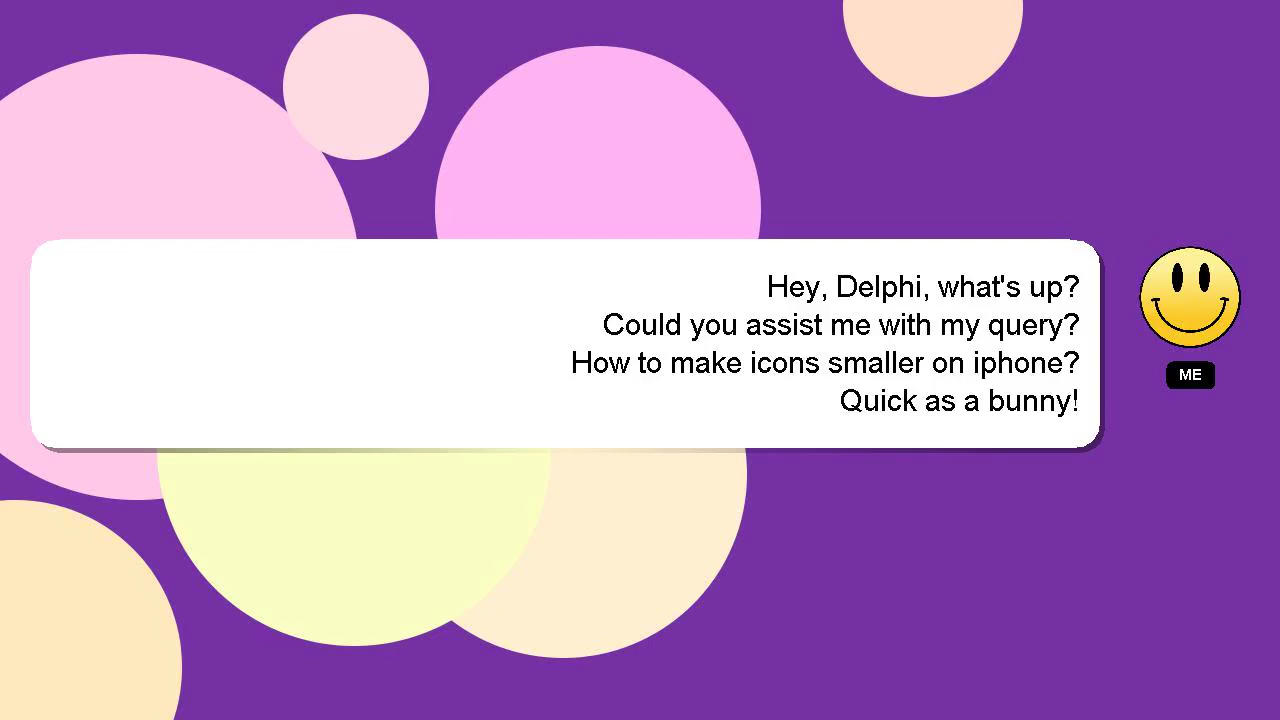 Hey, Delphi, what's up?
Could you assist me with my query?
How to make icons smaller on iphone?
Quick as a bunny!
ME